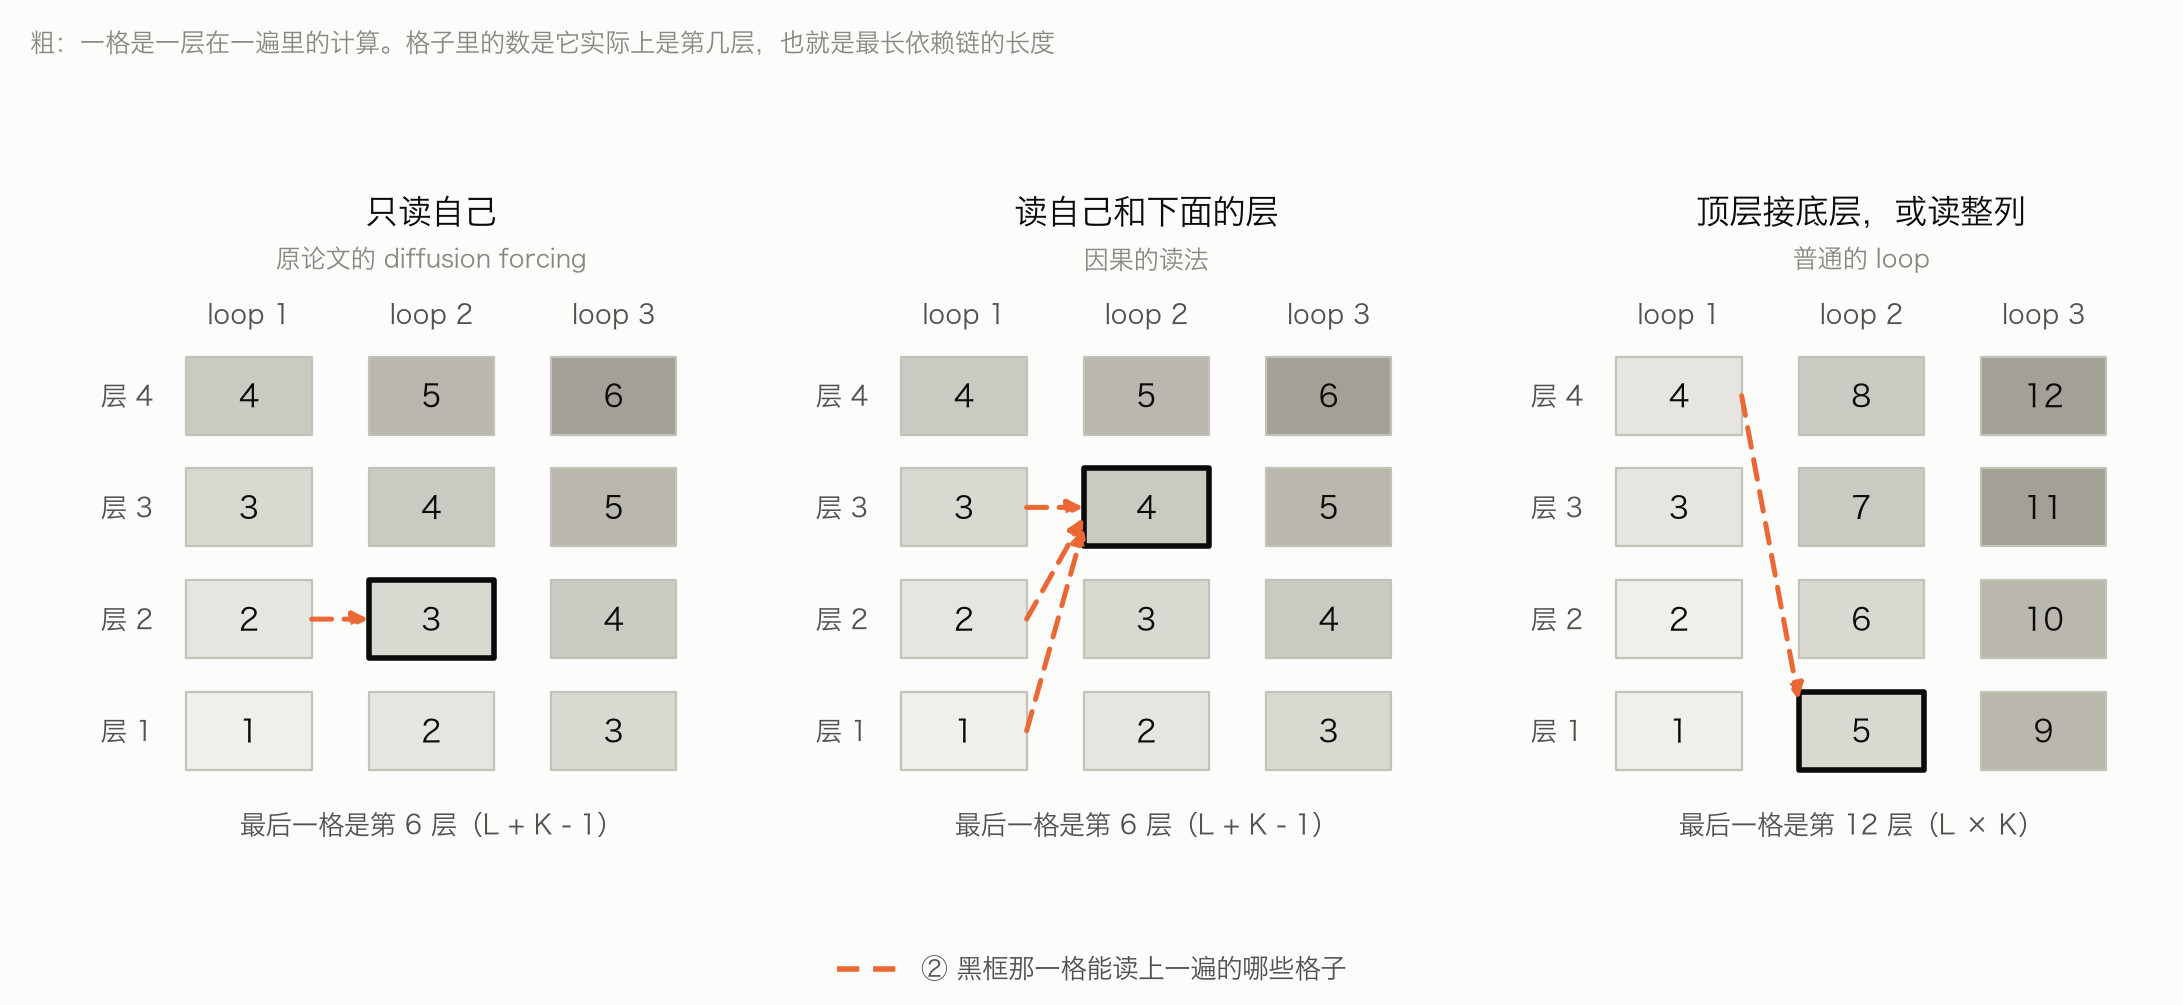 粗：一格是一层在一遍里的计算。格子里的数是它实际上是第几层，也就是最长依赖链的长度
只读自己
原论文的 diffusion forcing
loop 1 loop 2 loop 3
层 4 4 5 6
层 3 3 4 5
层 2 2 3 4
层 1 1 2 3
最后一格是第 6 层（L + K - 1）
读自己和下面的层
因果的读法
loop 1 loop 2 loop 3
层 4 4 5 6
层 3 3 4 5
层 2 2 3 4
层 1 1 2 3
最后一格是第 6 层（L + K - 1）
顶层接底层，或读整列
普通的 loop
loop 1 loop 2 loop 3
层 4 4 8 12
层 3 3 7 11
层 2 2 6 10
层 1 1 5 9
最后一格是第 12 层（L × K）
② 黑框那一格能读上一遍的哪些格子